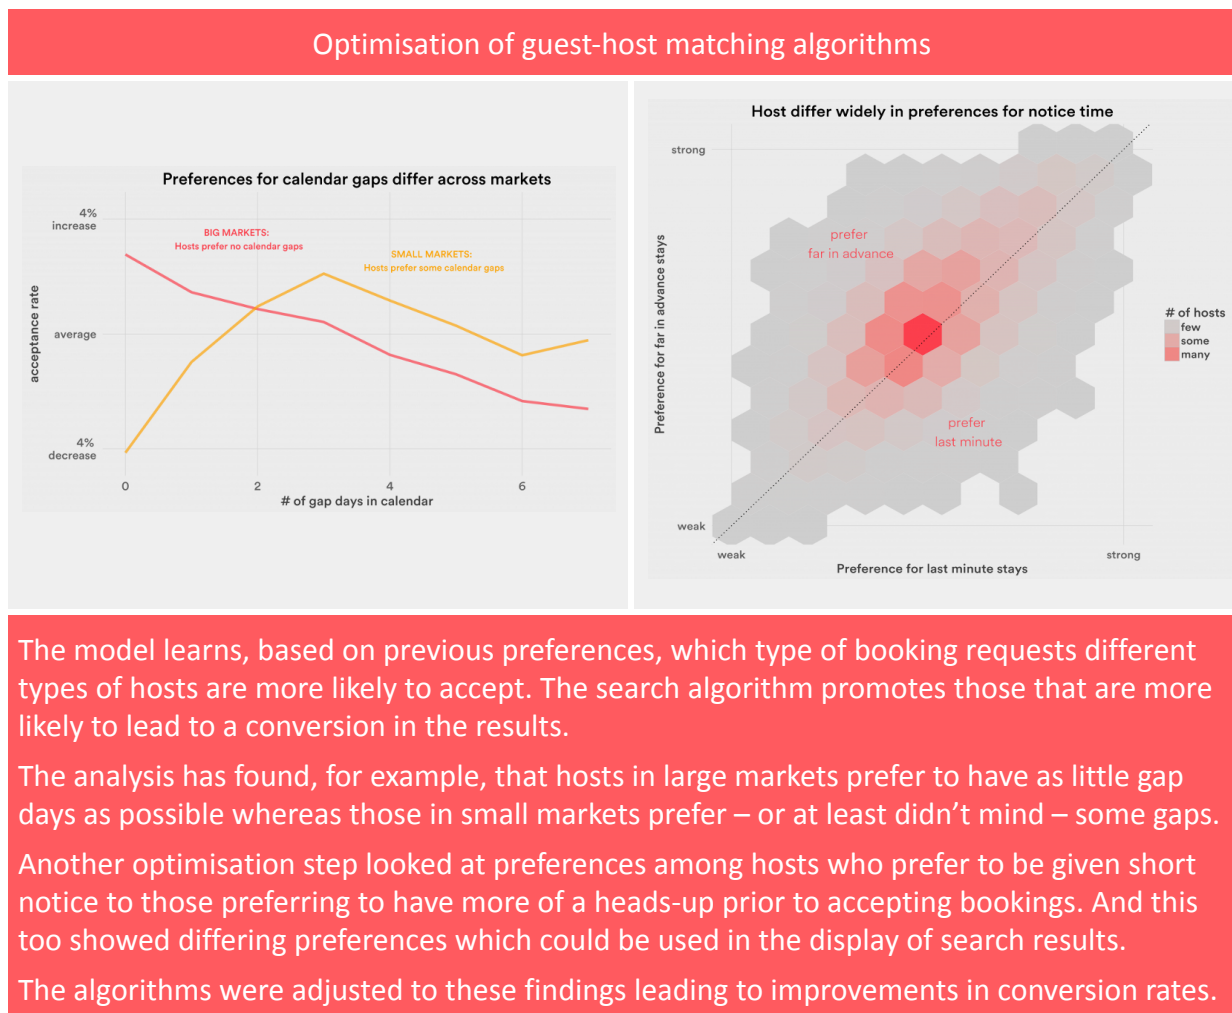 Optimisation of guest-host matching algorithms
Preferences for calendar gaps differ across markets
4%
increase
average
4%
decrease
acceptance rate
BIG MARKETS:
Hosts prefer no calendar gaps
SMALL MARKETS:
Hosts prefer some calendar gaps
0
2
4
6
# of gap days in calendar
Host differ widely in preferences for notice time
strong
weak
Preference for far in advance stays
prefer
far in advance
prefer
last minute
# of hosts
few
some
many
weak
strong
Preference for last minute stays
The model learns, based on previous preferences, which type of booking requests different
types of hosts are more likely to accept. The search algorithm promotes those that are more
likely to lead to a conversion in the results.
The analysis has found, for example, that hosts in large markets prefer to have as little gap
days as possible whereas those in small markets prefer – or at least didn’t mind – some gaps.
Another optimisation step looked at preferences among hosts who prefer to be given short
notice to those preferring to have more of a heads-up prior to accepting bookings. And this
too showed differing preferences which could be used in the display of search results.
The algorithms were adjusted to these findings leading to improvements in conversion rates.